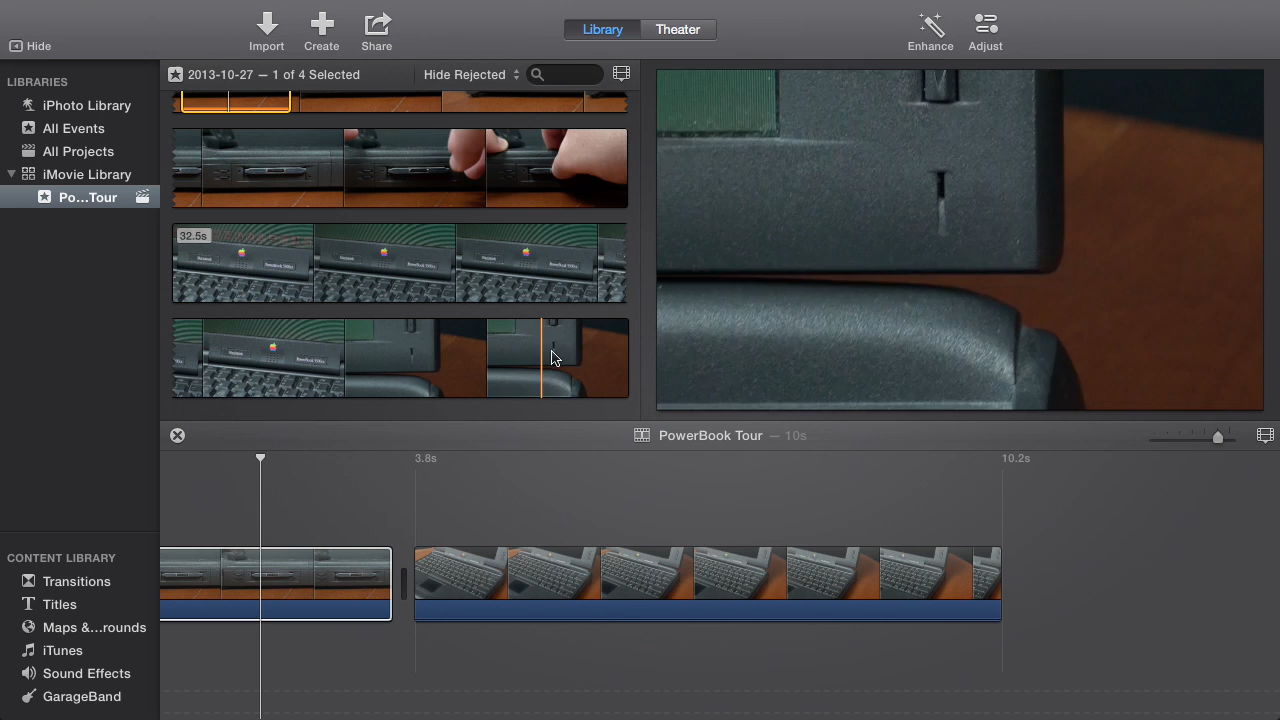 Import
Create
Share
Library
Theater
Enhance
Adjust
Hide
LIBRARIES
iPhoto Library
All Events
All Projects
iMovie Library
Po...Tour
2013-10-27 — 1 of 4 Selected
Hide Rejected
32.5s
PowerBook Tour — 10s
3.8s
10.2s
CONTENT LIBRARY
Transitions
Titles
Maps &...rounds
iTunes
Sound Effects
GarageBand